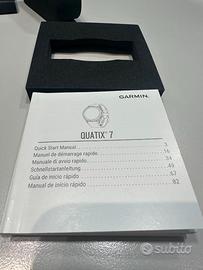 GARMIN.
QUATIX® 7
Quick Start Manual 3
Manuel de démarrage rapide 16
Manuale di avvio rapido 34
Schnellstartanleitung 49
Guía de inicio rápido 67
Manual de início rápido 82
subito